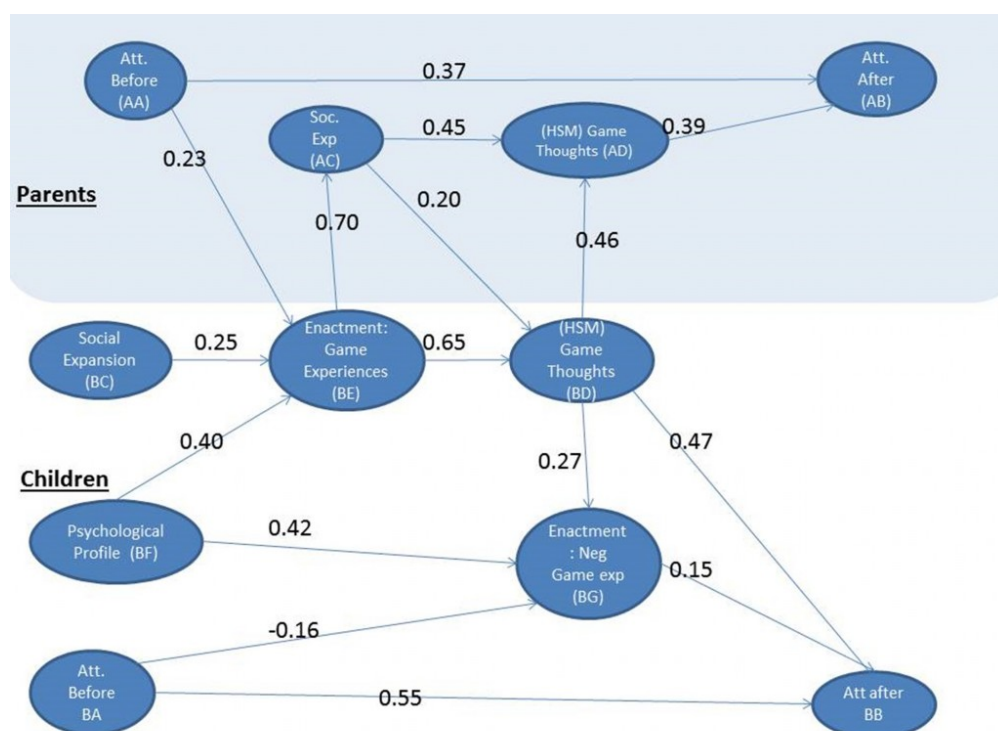 Att.
Before
(AA)
0.37
Att.
After
(AB)
Soc.
Exp
(AC)
0.45
(HSM) Game
Thoughts (AD)
0.39
0.23
Parents
0.20
0.70
0.46
Social
Expansion
(BC)
0.25
Enactment:
Game
Experiences
(BE)
0.65
(HSM)
Game
Thoughts
(BD)
0.40
0.47
0.27
Children
Psychological
Profile (BF)
0.42
Enactment
: Neg
Game exp
(BG)
0.15
-0.16
Att.
Before
BA
0.55
Att after
BB